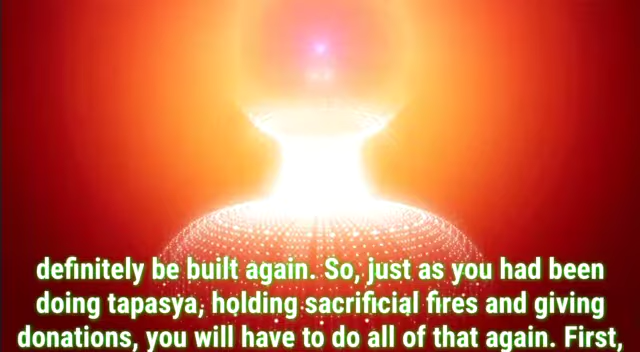 definitely be built again. So, just as you had been
doing tapasya, holding sacrificial fires and giving
donations, you will have to do all of that again. First,